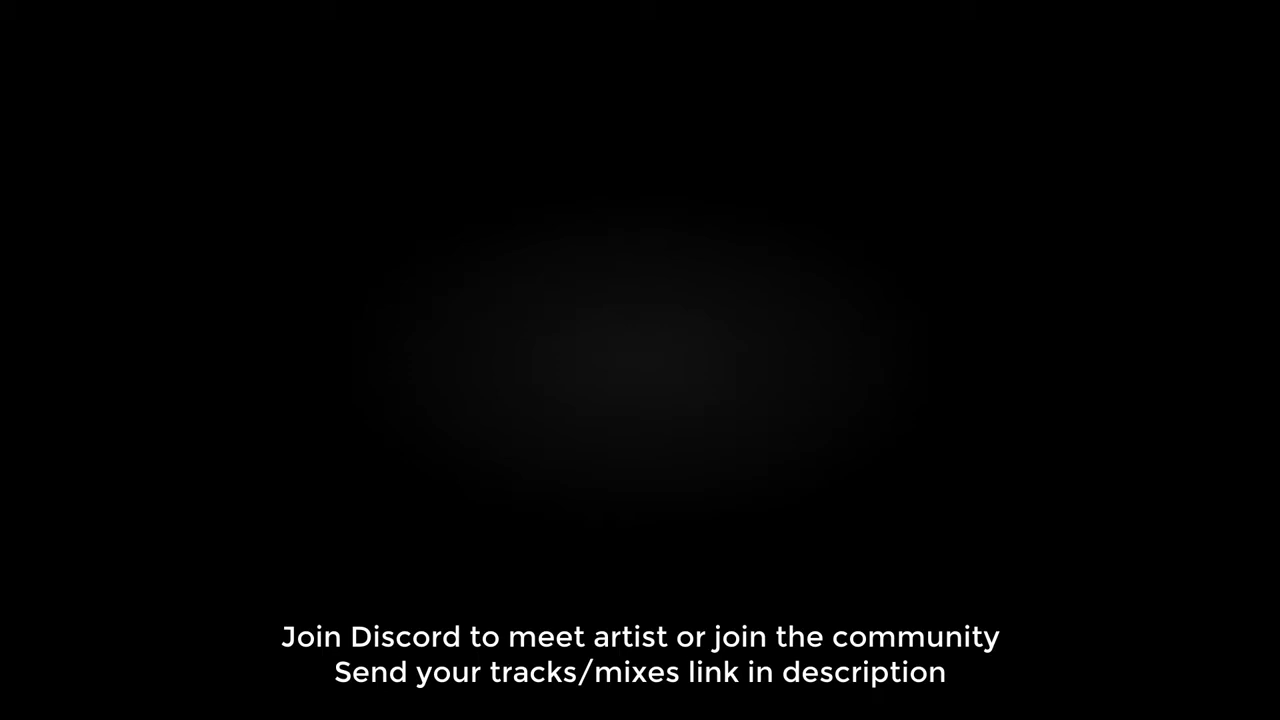 Join Discord to meet artist or join the community
Send your tracks/mixes link in description